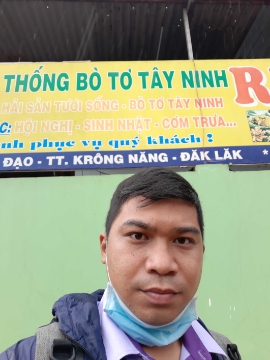 THỐNG BÒ TƠ TÂY NINH R
HẢI SẢN TƯƠI SỐNG - BÒ TƠ TÂY NINH
C: HỘI NGHỊ - SINH NHẬT - CƠM TRƯA...
nh phục vụ quý khách !
ĐẠO - TT. KRÔNG NĂNG - ĐĂK LĂK *